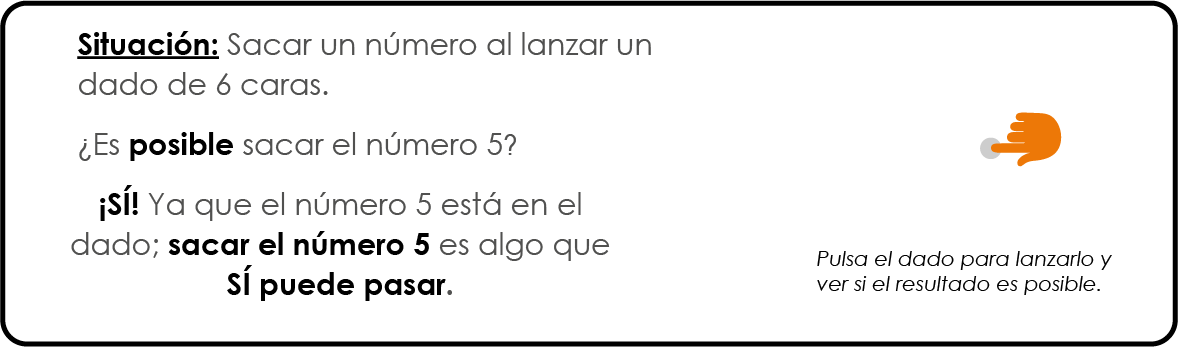 Situación: Sacar un número al lanzar un
dado de 6 caras.
¿Es posible sacar el número 5?
¡SÍ! Ya que el número 5 está en el
dado; sacar el número 5 es algo que
SÍ puede pasar.
Pulsa el dado para lanzarlo y
ver si el resultado es posible.